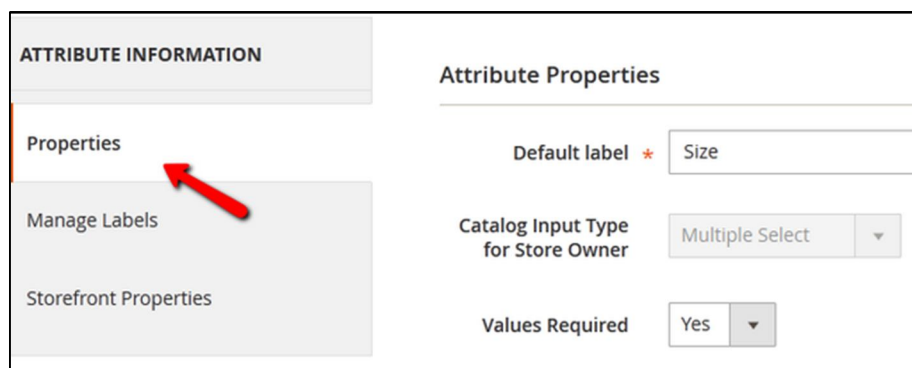 ATTRIBUTE INFORMATION
Properties
Manage Labels
Storefront Properties
Attribute Properties
Default label *
Size
Catalog Input Type
for Store Owner
Multiple Select
Values Required
Yes